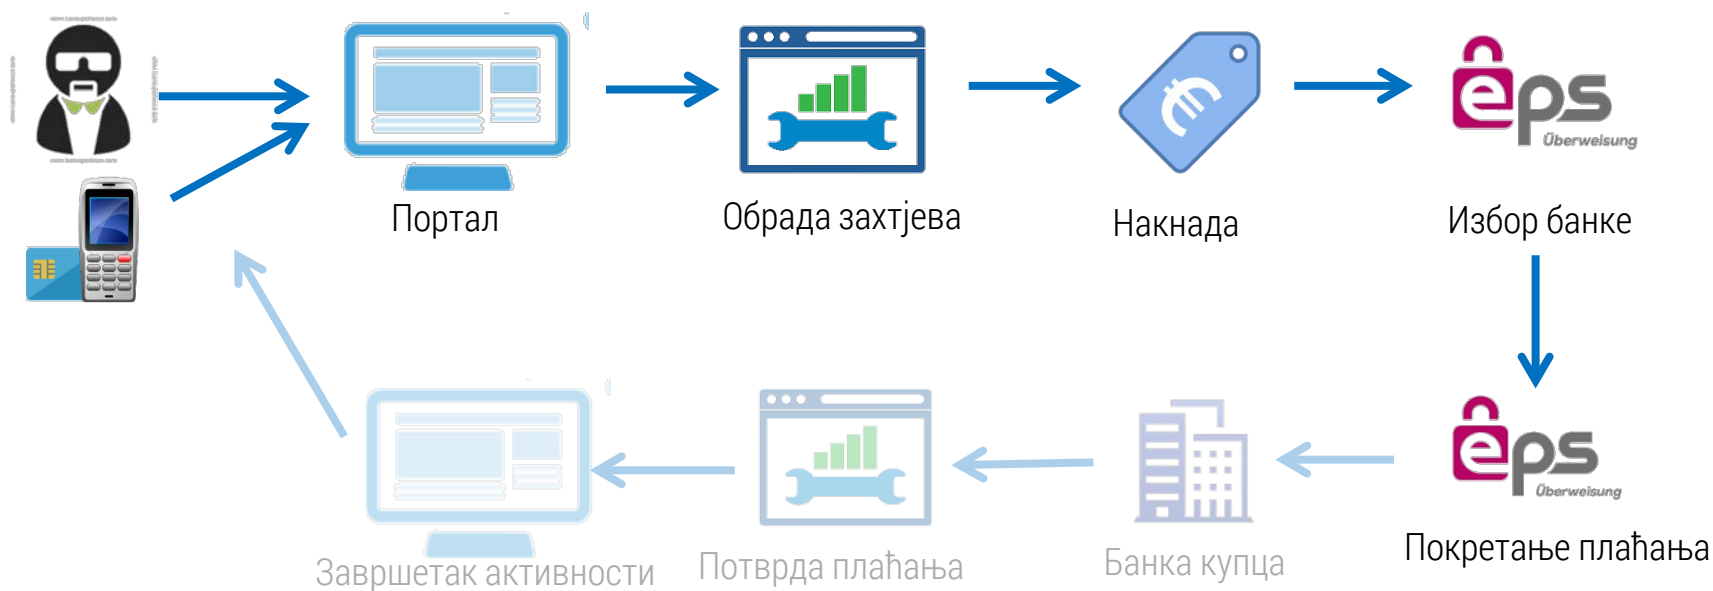 Портал
Обрада захтјева
Накнада
eps
Überweisung
Избор банке
eps
Überweisung
Покретање плаћања
Банка купца
Потврда плаћања
Завршетак активности